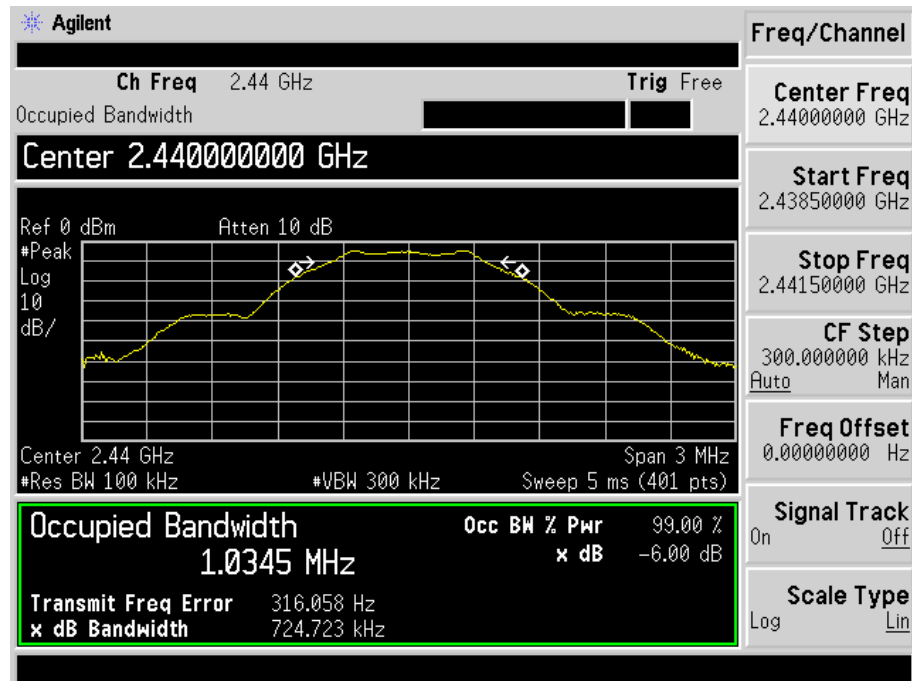 Agilent
Freq/Channel
Ch Freq 2.44 GHz Trig Free
Occupied Bandwidth
Center 2.440000000 GHz
Ref 0 dBm Atten 10 dB
#Peak
Log
10
dB/
Center 2.44 GHz Span 3 MHz
#Res BW 100 kHz #VBW 300 kHz Sweep 5 ms (401 pts)
Occupied Bandwidth Occ BW % Pwr 99.00 %
1.0345 MHz x dB -6.00 dB
Transmit Freq Error 316.058 Hz
x dB Bandwidth 724.723 kHz
Center Freq
2.44000000 GHz
Start Freq
2.43850000 GHz
Stop Freq
2.44150000 GHz
CF Step
300.000000 kHz
Auto Man
Freq Offset
0.00000000 Hz
Signal Track
On Off
Scale Type
Log Lin